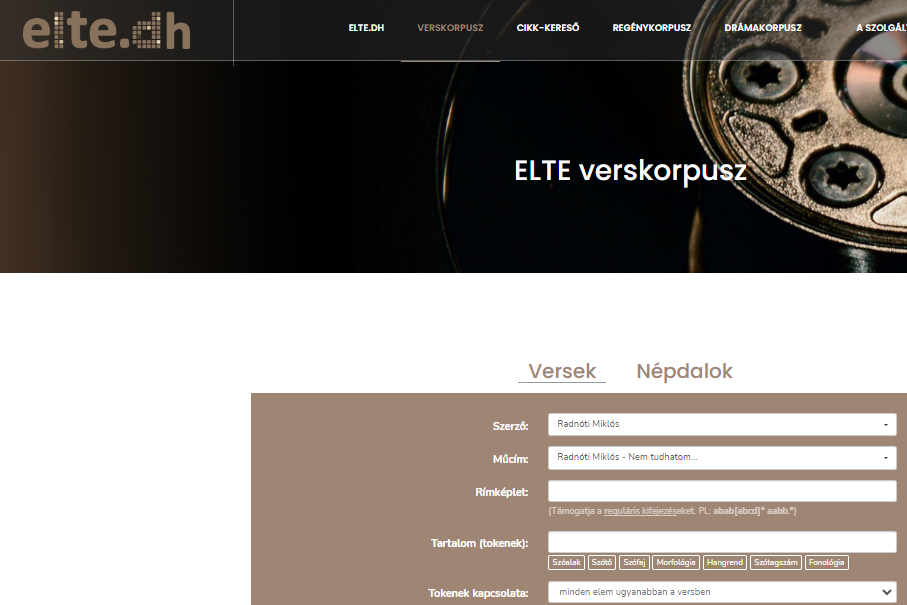 elte.dh
ELTE.DH VERSKORPUSZ CIKK-KERESŐ REGÉNYKORPUSZ DRÁMAKORPUSZ A SZOLGÁL
ELTE verskorpusz
Versek Népdalok
Szerző: Radnóti Miklós
Műcím: Radnóti Miklós - Nem tudhatom...
Rímképlet:
(Támogatja a reguláris kifejezéseket. Pl.: abab[abcd]* aabb.*)
Tartalom (tokenek):
Szóalak Szótő Szófaj Morfológia Hangrend Szótagszám Fonológia
Tokenek kapcsolata: minden elem ugyanabban a versben